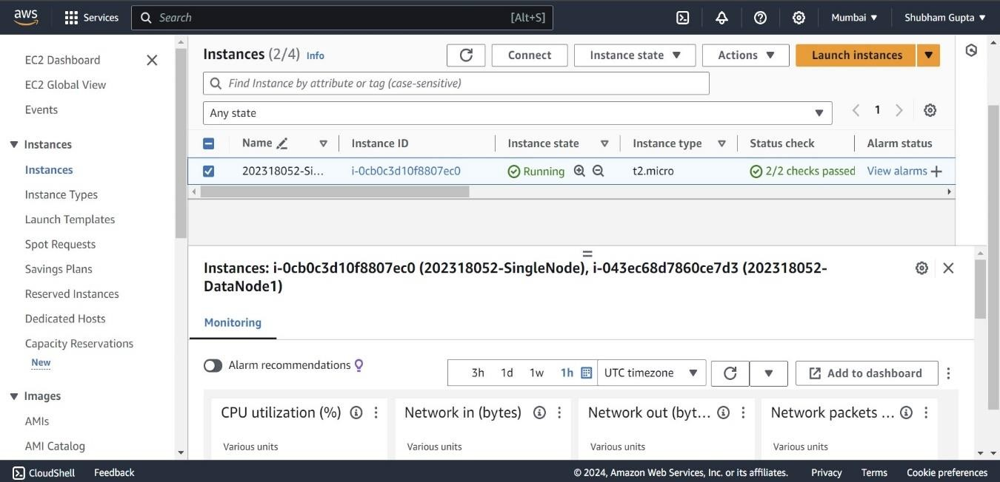 aws Services Search [Alt+S] Mumbai Shubham Gupta
EC2 Dashboard
EC2 Global View
Events
Instances
Instances
Instance Types
Launch Templates
Spot Requests
Savings Plans
Reserved Instances
Dedicated Hosts
Capacity Reservations
New
Images
AMIs
AMI Catalog
Instances (2/4) Info Connect Instance state Actions Launch instances
Find Instance by attribute or tag (case-sensitive)
Any state 1
Name Instance ID Instance state Instance type Status check Alarm status
202318052-Si... i-0cb0c3d10f8807ec0 Running t2.micro 2/2 checks passed View alarms
Instances: i-0cb0c3d10f8807ec0 (202318052-SingleNode), i-043ec68d7860ce7d3 (202318052-
DataNode1)
Monitoring
Alarm recommendations 3h 1d 1w 1h UTC timezone Add to dashboard
CPU utilization (%) Network in (bytes) Network out (byt... Network packets ...
Various units Various units Various units Various units
CloudShell Feedback © 2024, Amazon Web Services, Inc. or its affiliates. Privacy Terms Cookie preferences